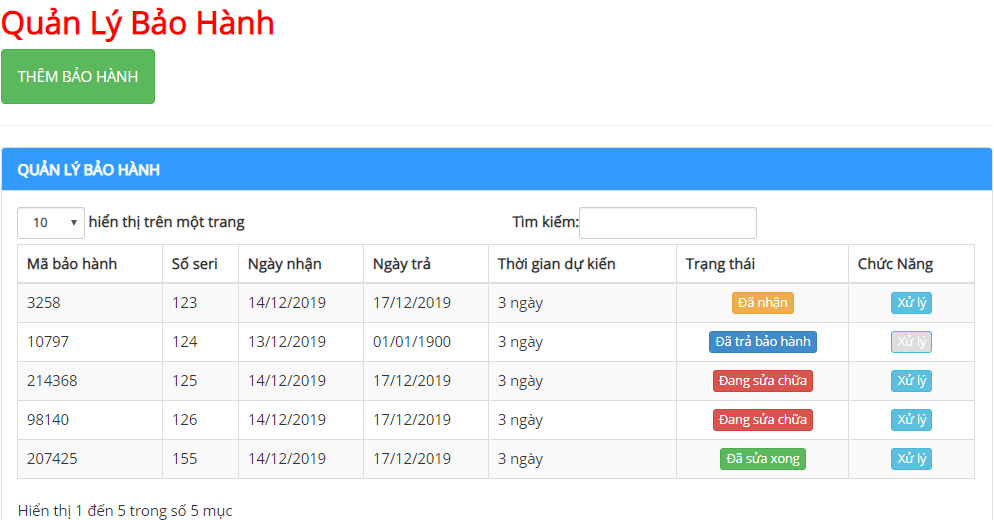 Quản Lý Bảo Hành
THÊM BẢO HÀNH
QUẢN LÝ BẢO HÀNH
10 hiển thị trên một trang Tìm kiếm:
Mã bảo hành Số seri Ngày nhận Ngày trả Thời gian dự kiến Trạng thái Chức Năng
3258 123 14/12/2019 17/12/2019 3 ngày Đã nhận Xử lý
10797 124 13/12/2019 01/01/1900 3 ngày Đã trả bảo hành Xử lý
214368 125 14/12/2019 17/12/2019 3 ngày Đang sửa chữa Xử lý
98140 126 14/12/2019 17/12/2019 3 ngày Đang sửa chữa Xử lý
207425 155 14/12/2019 17/12/2019 3 ngày Đã sửa xong Xử lý
Hiển thị 1 đến 5 trong số 5 mục